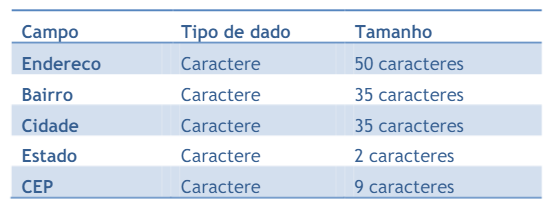 Campo Tipo de dado Tamanho
Endereco Caractere 50 caracteres
Bairro Caractere 35 caracteres
Cidade Caractere 35 caracteres
Estado Caractere 2 caracteres
CEP Caractere 9 caracteres